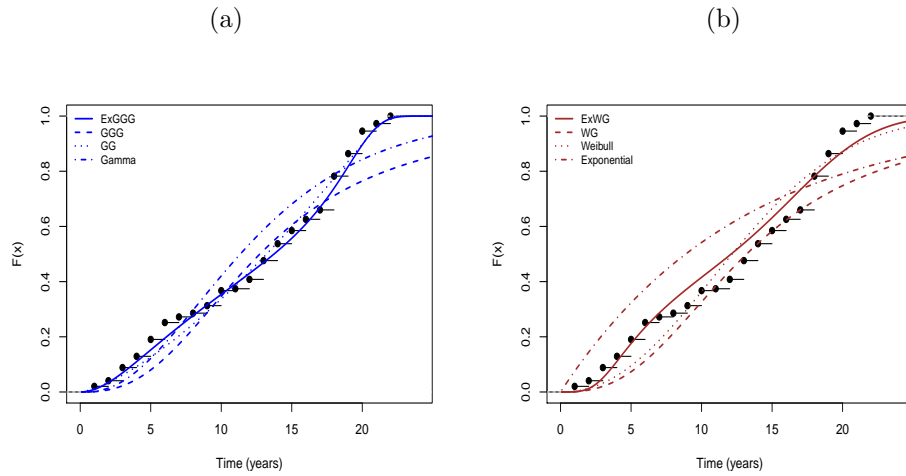 (a)
1.0
0.8
0.6
0.4
0.2
0.0
F(x)
ExGGG
GGG
GG
Gamma
0 5 10 15 20
Time (years)
(b)
1.0
0.8
0.6
0.4
0.2
0.0
F(x)
ExWG
WG
Weibull
Exponential
0 5 10 15 20
Time (years)